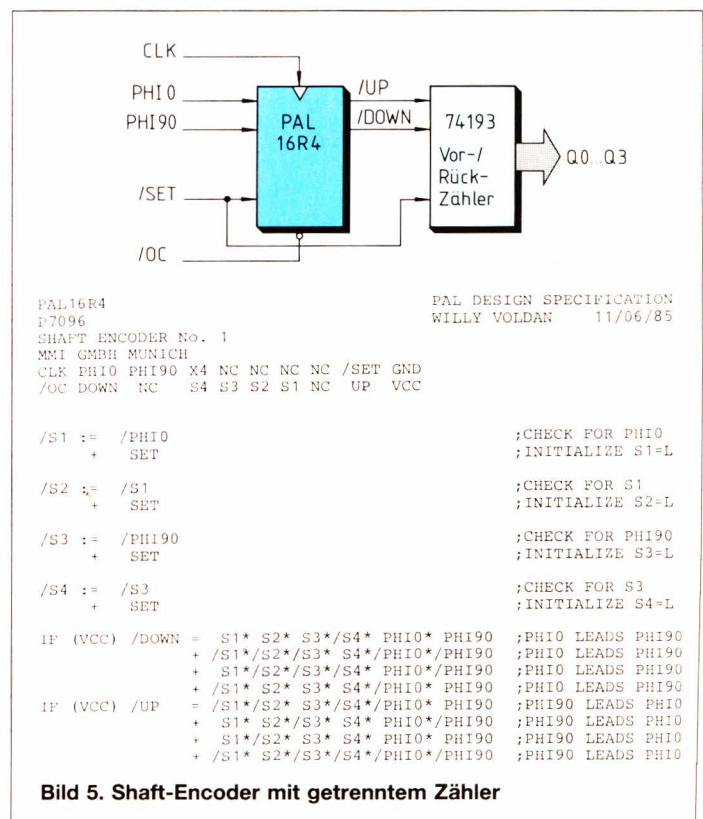 CLK
PHI0
PHI90
/SET
/OC
PAL
16R4
/UP
/DOWN
74193
Vor-/
Rück-
Zähler
Q0...Q3
PAL16R4 PAL DESIGN SPECIFICATION
P7096 WILLY VOLDAN 11/06/85
SHAFT ENCODER No. 1
MMI GMBH MUNICH
CLK PHI0 PHI90 X4 NC NC NC NC /SET GND
/OC DOWN NC S4 S3 S2 S1 NC UP VCC
/S1 := /PHI0 ;CHECK FOR PHI0
+ SET ;INITIALIZE S1=L
/S2 := /S1 ;CHECK FOR S1
+ SET ;INITIALIZE S2=L
/S3 := /PHI90 ;CHECK FOR PHI90
+ SET ;INITIALIZE S3=L
/S4 := /S3 ;CHECK FOR S3
+ SET ;INITIALIZE S4=L
IF (VCC) /DOWN = S1* S2* S3*/S4* PHI0* PHI90 ;PHI0 LEADS PHI90
+ /S1*/S2*/S3* S4*/PHI0*/PHI90 ;PHI0 LEADS PHI90
+ S1*/S2*/S3*/S4* PHI0*/PHI90 ;PHI0 LEADS PHI90
+ /S1* S2* S3* S4*/PHI0* PHI90 ;PHI0 LEADS PHI90
IF (VCC) /UP = /S1*/S2* S3*/S4*/PHI0* PHI90 ;PHI90 LEADS PHI0
+ S1* S2*/S3* S4* PHI0*/PHI90 ;PHI90 LEADS PHI0
+ S1*/S2* S3* S4* PHI0* PHI90 ;PHI90 LEADS PHI0
+ /S1* S2*/S3*/S4*/PHI0*/PHI90 ;PHI90 LEADS PHI0
Bild 5. Shaft-Encoder mit getrenntem Zähler